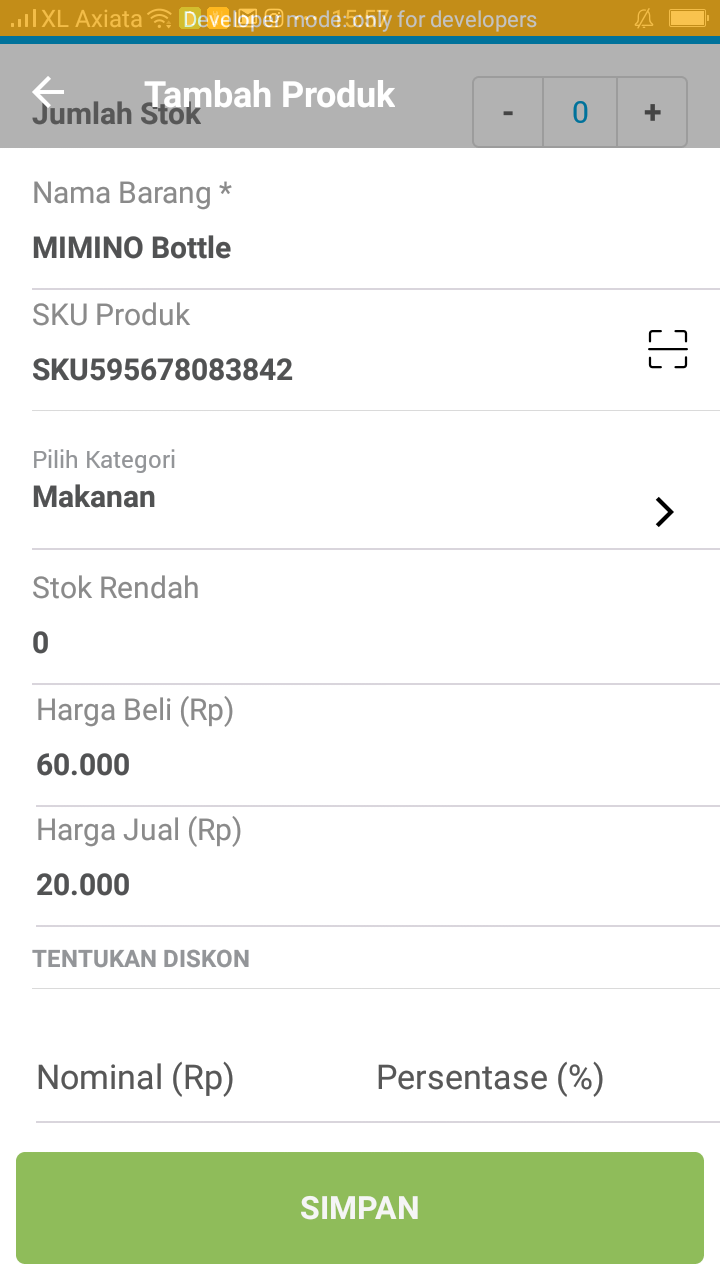 XL Axiata Developer mode: only for developers 15:57
Tambah Produk
Jumlah Stok - 0 +
Nama Barang *
MIMINO Bottle
SKU Produk
SKU595678083842
Pilih Kategori
Makanan
Stok Rendah
0
Harga Beli (Rp)
60.000
Harga Jual (Rp)
20.000
TENTUKAN DISKON
Nominal (Rp) Persentase (%)
SIMPAN